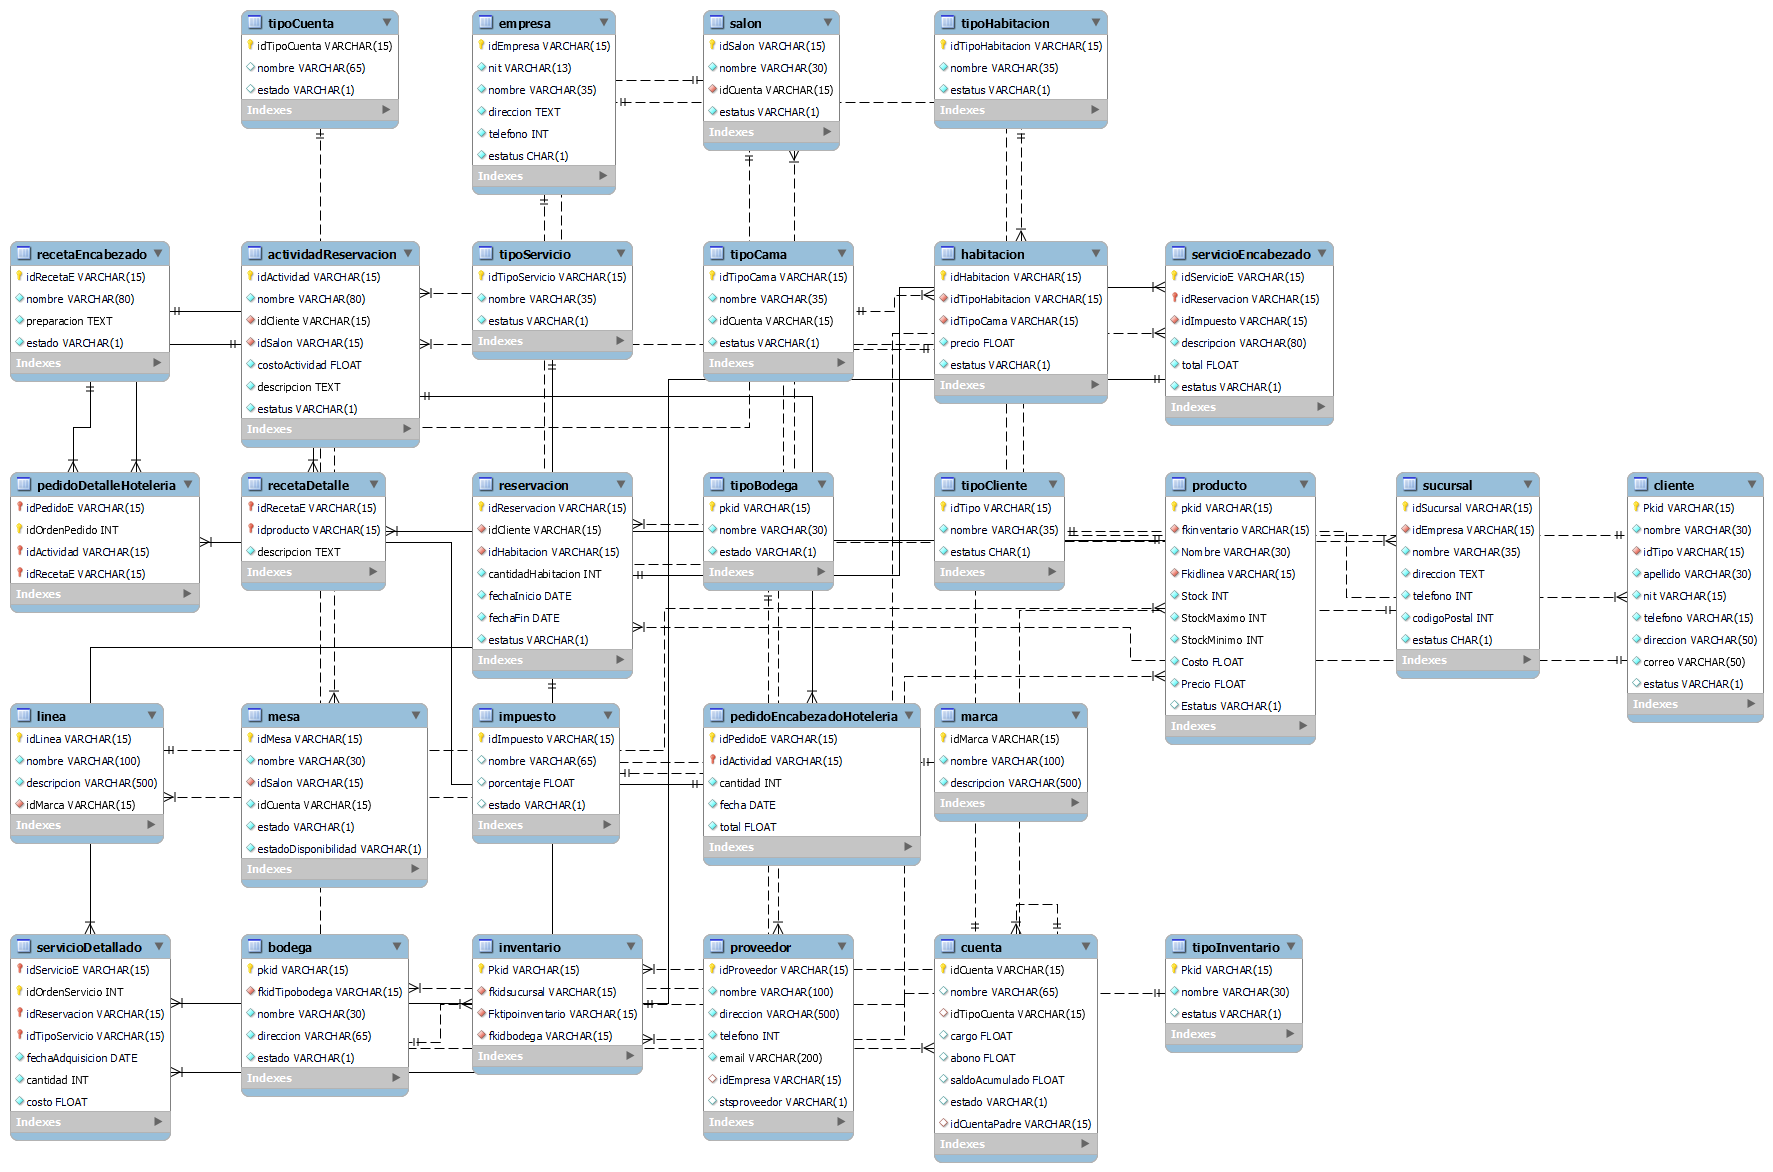 tipoCuenta
idTipoCuenta VARCHAR(15)
nombre VARCHAR(65)
estado VARCHAR(1)
Indexes
empresa
idEmpresa VARCHAR(15)
nit VARCHAR(13)
nombre VARCHAR(35)
direccion TEXT
telefono INT
estatus CHAR(1)
Indexes
salon
idSalon VARCHAR(15)
nombre VARCHAR(30)
idCuenta VARCHAR(15)
estatus VARCHAR(1)
Indexes
tipoHabitacion
idTipoHabitacion VARCHAR(15)
nombre VARCHAR(35)
estatus VARCHAR(1)
Indexes
recetaEncabezado
idRecetaE VARCHAR(15)
nombre VARCHAR(80)
preparacion TEXT
estado VARCHAR(1)
Indexes
actividadReservacion
idActividad VARCHAR(15)
nombre VARCHAR(80)
idCliente VARCHAR(15)
idSalon VARCHAR(15)
costoActividad FLOAT
descripcion TEXT
estatus VARCHAR(1)
Indexes
tipoServicio
idTipoServicio VARCHAR(15)
nombre VARCHAR(35)
estatus VARCHAR(1)
Indexes
tipoCama
idTipoCama VARCHAR(15)
nombre VARCHAR(35)
idCuenta VARCHAR(15)
estatus VARCHAR(1)
Indexes
habitacion
idHabitacion VARCHAR(15)
idTipoHabitacion VARCHAR(15)
idTipoCama VARCHAR(15)
precio FLOAT
estatus VARCHAR(1)
Indexes
servicioEncabezado
idServicioE VARCHAR(15)
idReservacion VARCHAR(15)
idImpuesto VARCHAR(15)
descripcion VARCHAR(80)
total FLOAT
estatus VARCHAR(1)
Indexes
pedidoDetalleHoteleria
idPedidoE VARCHAR(15)
idOrdenPedido INT
idActividad VARCHAR(15)
idRecetaE VARCHAR(15)
Indexes
recetaDetalle
idRecetaE VARCHAR(15)
idproducto VARCHAR(15)
descripcion TEXT
Indexes
reservacion
idReservacion VARCHAR(15)
idCliente VARCHAR(15)
idHabitacion VARCHAR(15)
cantidadHabitacion INT
fechaInicio DATE
fechaFin DATE
estatus VARCHAR(1)
Indexes
tipoBodega
pkid VARCHAR(15)
nombre VARCHAR(30)
estado VARCHAR(1)
Indexes
tipoCliente
idTipo VARCHAR(15)
nombre VARCHAR(35)
estatus CHAR(1)
Indexes
producto
pkid VARCHAR(15)
fkinventario VARCHAR(15)
Nombre VARCHAR(30)
Fkidlinea VARCHAR(15)
Stock INT
StockMaximo INT
StockMinimo INT
Costo FLOAT
Precio FLOAT
Estatus VARCHAR(1)
Indexes
sucursal
idSucursal VARCHAR(15)
idEmpresa VARCHAR(15)
nombre VARCHAR(35)
direccion TEXT
telefono INT
codigoPostal INT
estatus CHAR(1)
Indexes
cliente
Pkid VARCHAR(15)
nombre VARCHAR(30)
idTipo VARCHAR(15)
apellido VARCHAR(30)
nit VARCHAR(15)
telefono VARCHAR(15)
direccion VARCHAR(50)
correo VARCHAR(50)
estatus VARCHAR(1)
Indexes
linea
idLinea VARCHAR(15)
nombre VARCHAR(100)
descripcion VARCHAR(500)
idMarca VARCHAR(15)
Indexes
mesa
idMesa VARCHAR(15)
nombre VARCHAR(30)
idSalon VARCHAR(15)
idCuenta VARCHAR(15)
estado VARCHAR(1)
estadoDisponibilidad VARCHAR(1)
Indexes
impuesto
idImpuesto VARCHAR(15)
nombre VARCHAR(65)
porcentaje FLOAT
estado VARCHAR(1)
Indexes
pedidoEncabezadoHoteleria
idPedidoE VARCHAR(15)
idActividad VARCHAR(15)
cantidad INT
fecha DATE
total FLOAT
Indexes
marca
idMarca VARCHAR(15)
nombre VARCHAR(100)
descripcion VARCHAR(500)
Indexes
servicioDetallado
idServicioE VARCHAR(15)
idOrdenServicio INT
idReservacion VARCHAR(15)
idTipoServicio VARCHAR(15)
fechaAdquisicion DATE
cantidad INT
costo FLOAT
Indexes
bodega
pkid VARCHAR(15)
fkidTipobodega VARCHAR(15)
nombre VARCHAR(30)
direccion VARCHAR(65)
estado VARCHAR(1)
Indexes
inventario
Pkid VARCHAR(15)
fkidsucursal VARCHAR(15)
Fktipoinventario VARCHAR(15)
fkidbodega VARCHAR(15)
Indexes
proveedor
idProveedor VARCHAR(15)
nombre VARCHAR(100)
direccion VARCHAR(500)
telefono INT
email VARCHAR(200)
idEmpresa VARCHAR(15)
stsproveedor VARCHAR(1)
Indexes
cuenta
idCuenta VARCHAR(15)
nombre VARCHAR(65)
idTipoCuenta VARCHAR(15)
cargo FLOAT
abono FLOAT
saldoAcumulado FLOAT
estado VARCHAR(1)
idCuentaPadre VARCHAR(15)
Indexes
tipoInventario
Pkid VARCHAR(15)
nombre VARCHAR(30)
estatus VARCHAR(1)
Indexes